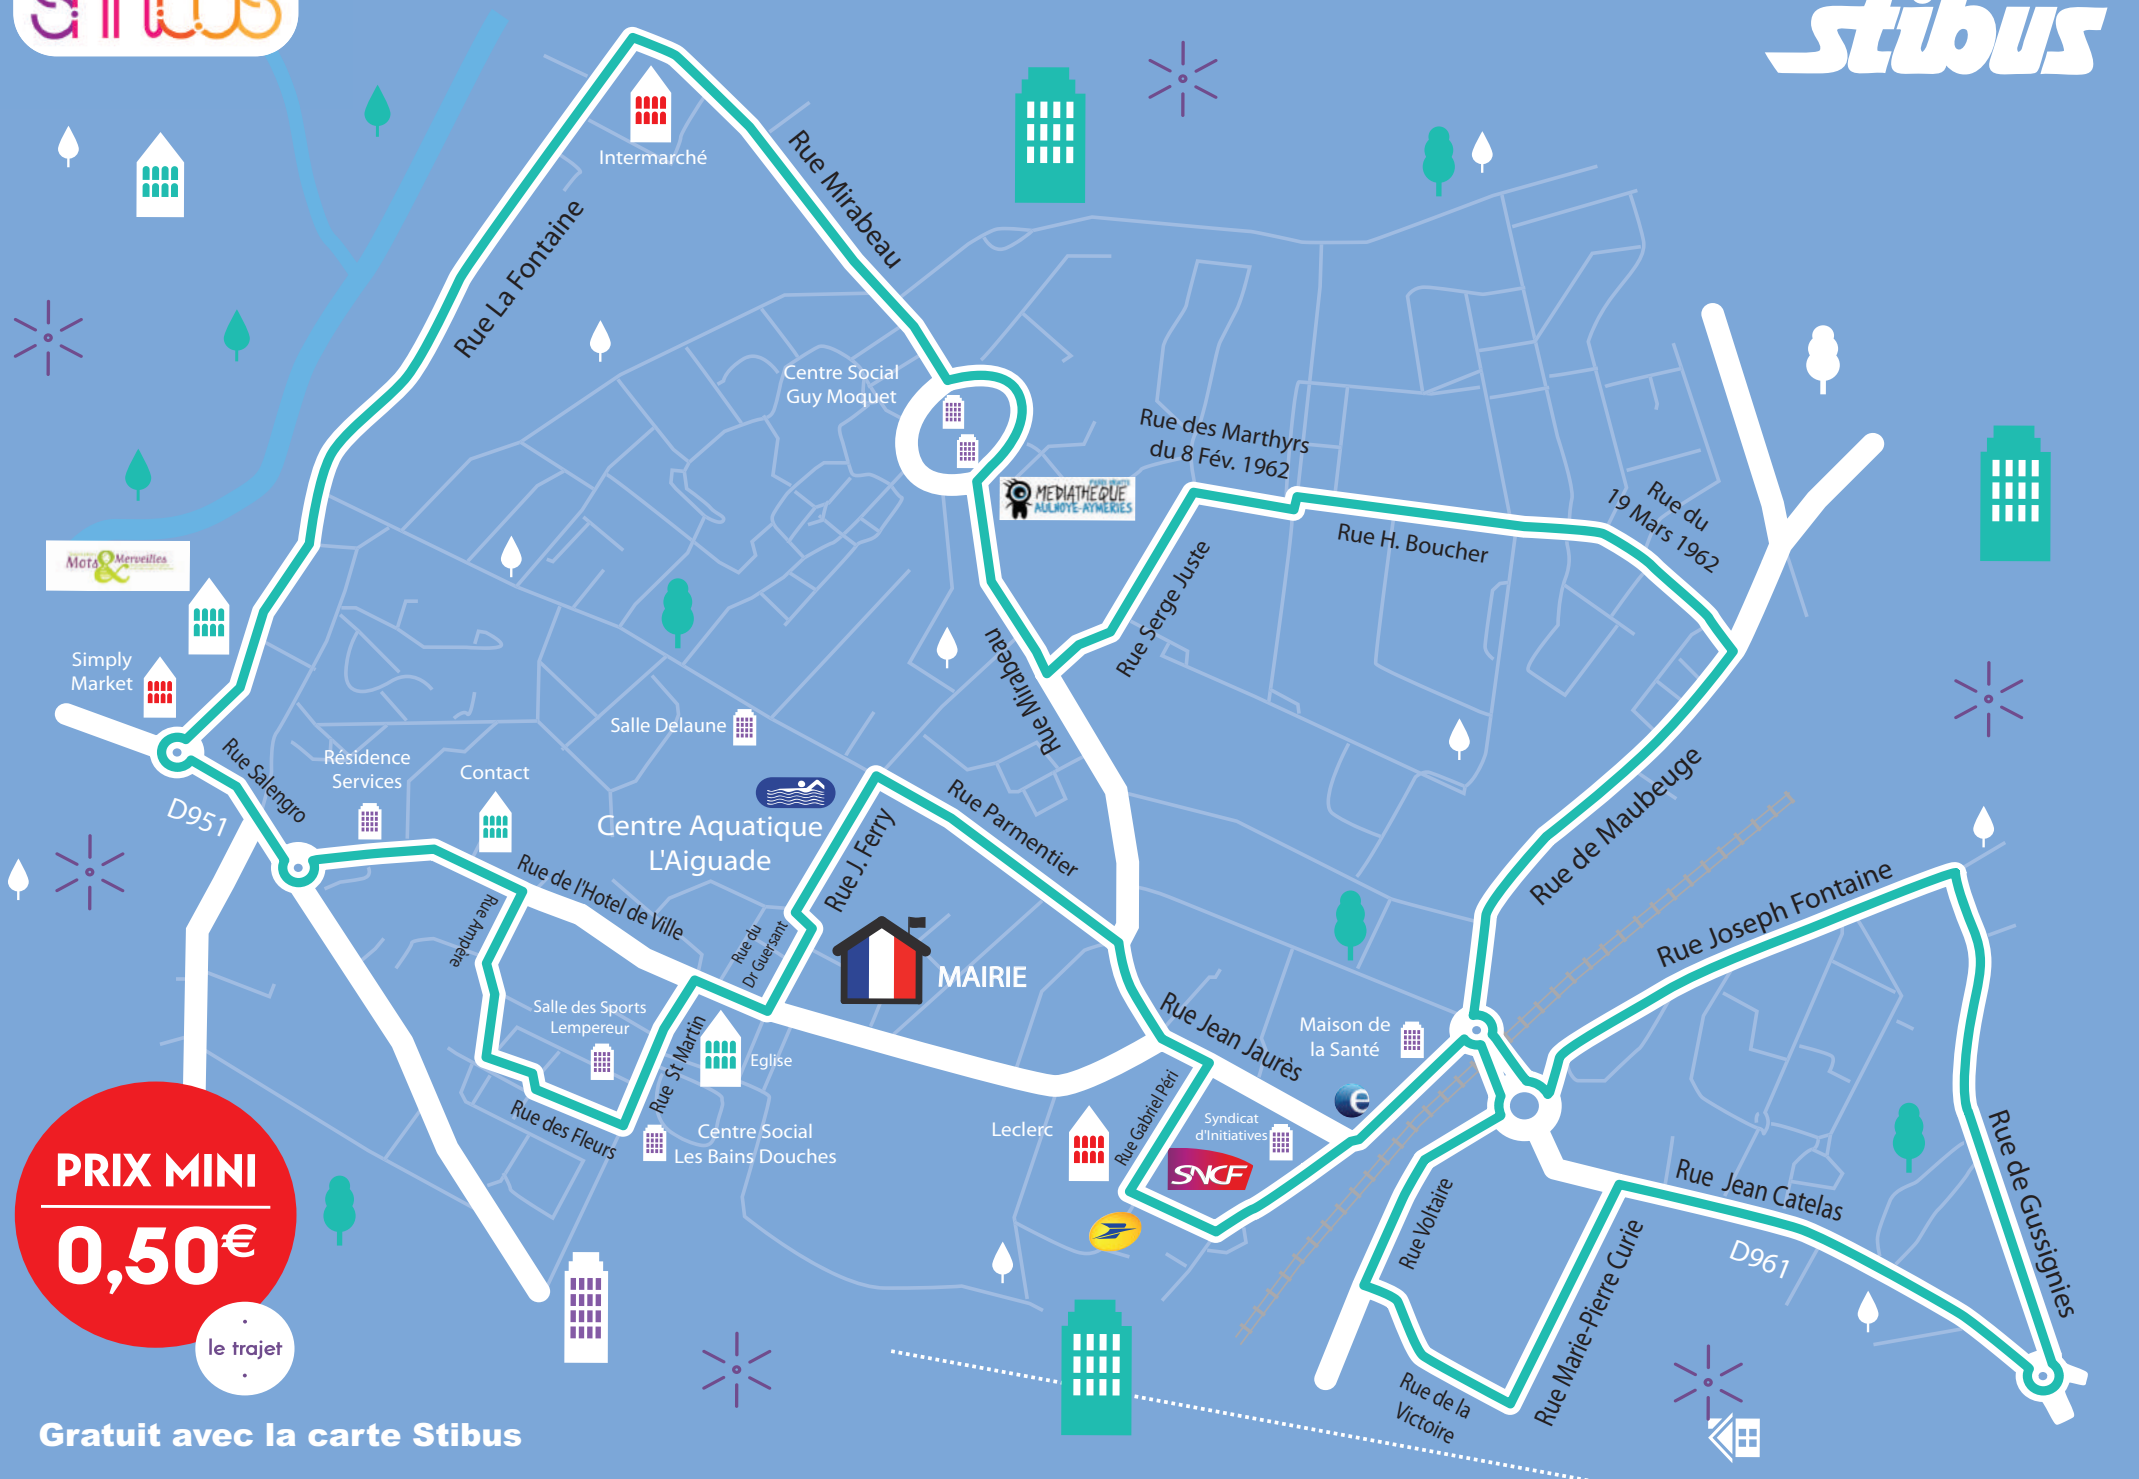 stibus
Intermarché
Rue Mirabeau
Rue La Fontaine
Centre Social
Guy Moquet
Rue des Marthyrs
du 8 Fév. 1962
MEDIATHEQUE
AULNOYE-AYMERIES
Rue du
19 Mars 1962
Rue H. Boucher
Rue Serge Juste
Mots & Merveilles
Simply
Market
Rue Mirabeau
Salle Delaune
Rue Salengro
D951
Résidence
Services
Contact
Centre Aquatique
L'Aiguade
Rue J. Ferry
Rue Parmentier
Rue de Maubeuge
Rue de l'Hotel de Ville
Rue Ampère
Rue du
Dr Guersant
MAIRIE
Rue Joseph Fontaine
Salle des Sports
Lempereur
Rue St Martin
Eglise
Rue Jean Jaurès
Maison de
la Santé
e
Rue des Fleurs
Centre Social
Les Bains Douches
Leclerc
Rue Gabriel Péri
Syndicat
d'Initiatives
SNCF
Rue Voltaire
Rue Jean Catelas
D961
Rue de Gussignies
Rue Marie-Pierre Curie
Rue de la
Victoire
PRIX MINI
0,50€
le trajet
Gratuit avec la carte Stibus